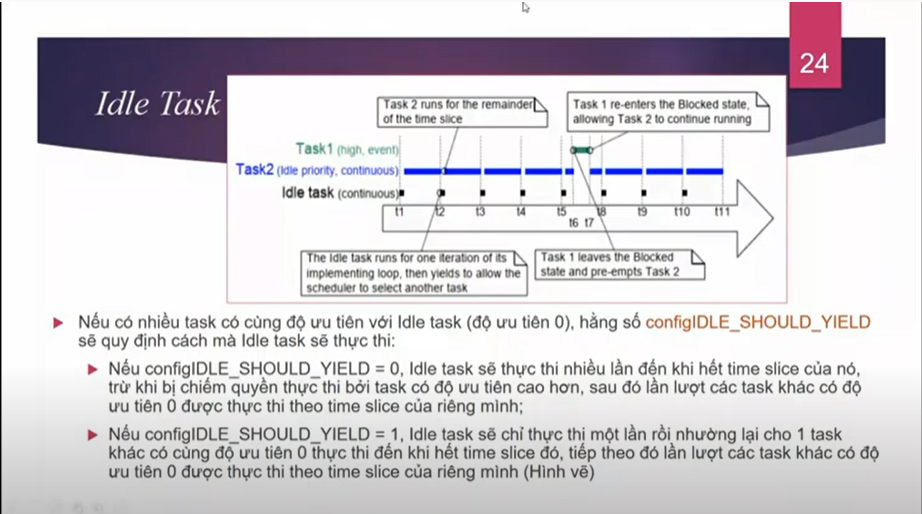 24
Idle Task
Task 2 runs for the remainder
of the time slice
Task 1 re-enters the Blocked state,
allowing Task 2 to continue running
Task1 (high, event)
Task2 (Idle priority, continuous)
Idle task (continuous)
t1 t2 t3 t4 t5 t6 t7 t8 t9 t10 t11
The Idle task runs for one iteration of its
implementing loop, then yields to allow the
scheduler to select another task
Task 1 leaves the Blocked
state and pre-empts Task 2
Nếu có nhiều task có cùng độ ưu tiên với Idle task (độ ưu tiên 0), hằng số configIDLE_SHOULD_YIELD
sẽ quy định cách mà Idle task sẽ thực thi:
Nếu configIDLE_SHOULD_YIELD = 0, Idle task sẽ thực thi nhiều lần đến khi hết time slice của nó,
trừ khi bị chiếm quyền thực thi bởi task có độ ưu tiên cao hơn, sau đó lần lượt các task khác có độ
ưu tiên 0 được thực thi theo time slice của riêng mình;
Nếu configIDLE_SHOULD_YIELD = 1, Idle task sẽ chỉ thực thi một lần rồi nhường lại cho 1 task
khác có cùng độ ưu tiên 0 thực thi đến khi hết time slice đó, tiếp theo đó lần lượt các task khác có độ
ưu tiên 0 được thực thi theo time slice của riêng mình (Hình vẽ)